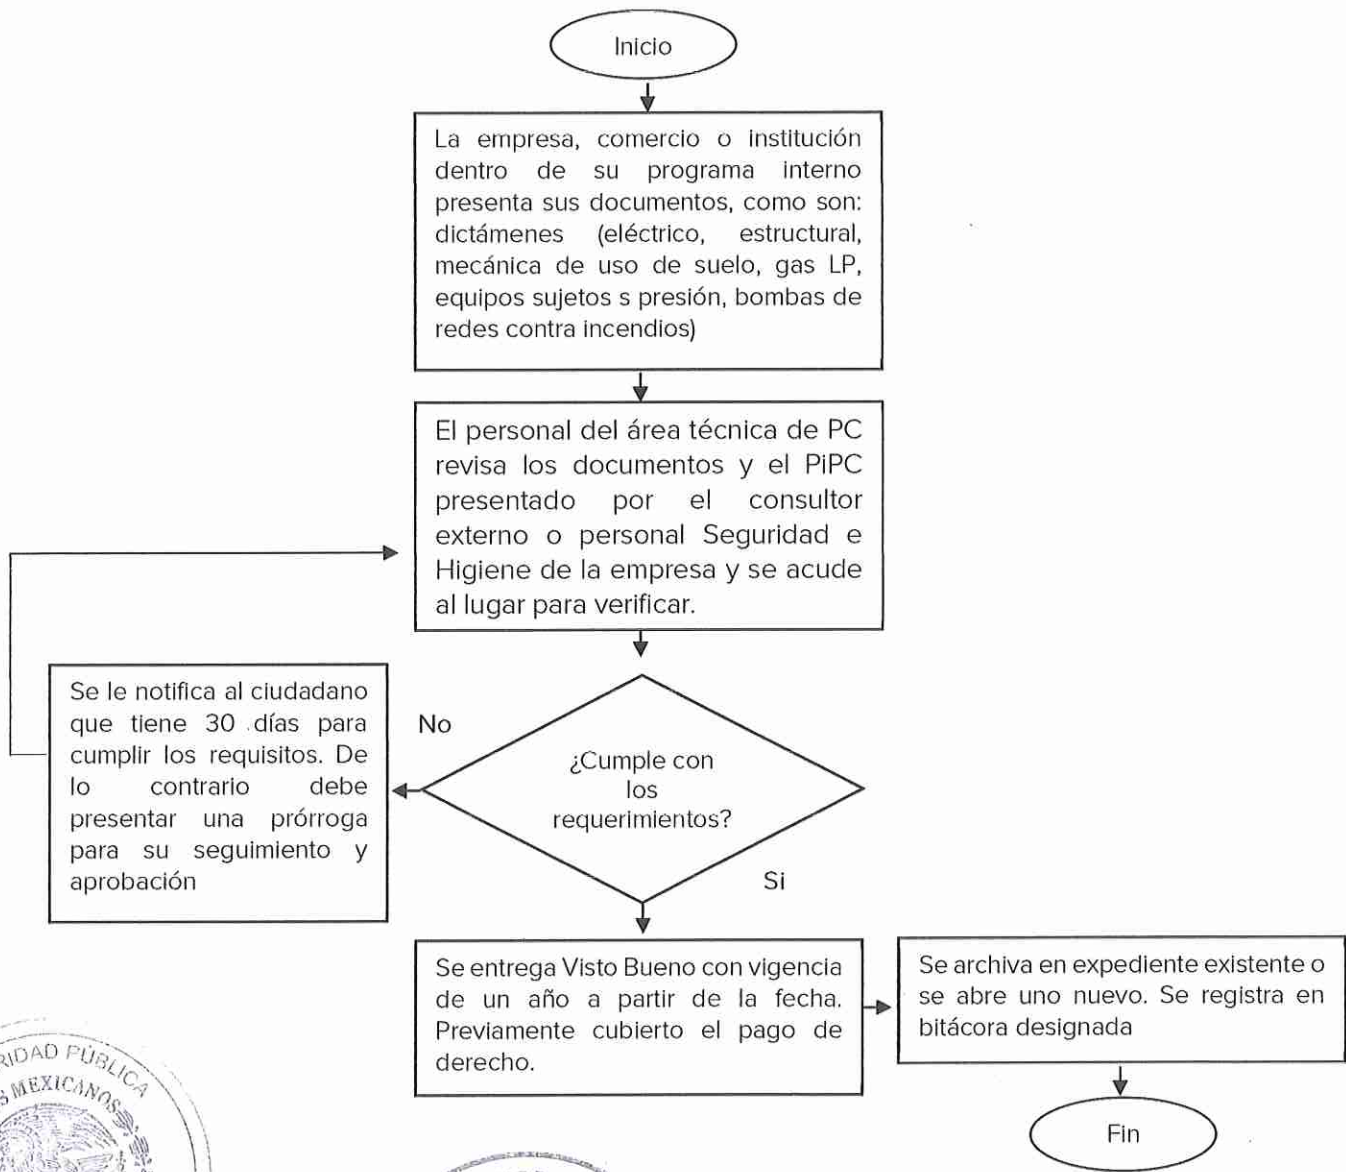 Inicio
La empresa, comercio o institución
dentro de su programa interno
presenta sus documentos, como son:
dictámenes (eléctrico, estructural,
mecánica de uso de suelo, gas LP,
equipos sujetos s presión, bombas de
redes contra incendios)
El personal del área técnica de PC
revisa los documentos y el PiPC
presentado por el consultor
externo o personal Seguridad e
Higiene de la empresa y se acude
al lugar para verificar.
Se le notifica al ciudadano
que tiene 30 días para
cumplir los requisitos. De
lo contrario debe
presentar una prórroga
para su seguimiento y
aprobación
No
¿Cumple con
los
requerimientos?
Si
Se entrega Visto Bueno con vigencia
de un año a partir de la fecha.
Previamente cubierto el pago de
derecho.
Se archiva en expediente existente o
se abre uno nuevo. Se registra en
bitácora designada
Fin
RIDAD PÚBLICA
S MEXICANOS